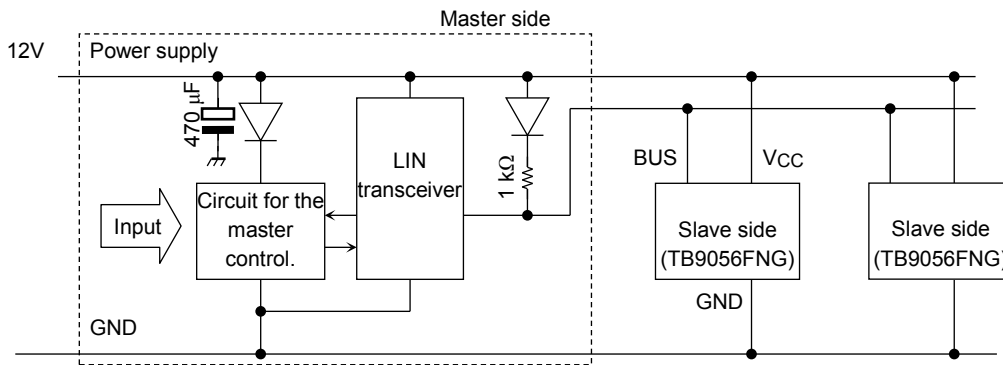 Master side
12V
Power supply
470 μF
LIN
transceiver
1 kΩ
BUS
VCC
Input
Circuit for the
master
control.
Slave side
(TB9056FNG)
Slave side
(TB9056FNG)
GND
GND